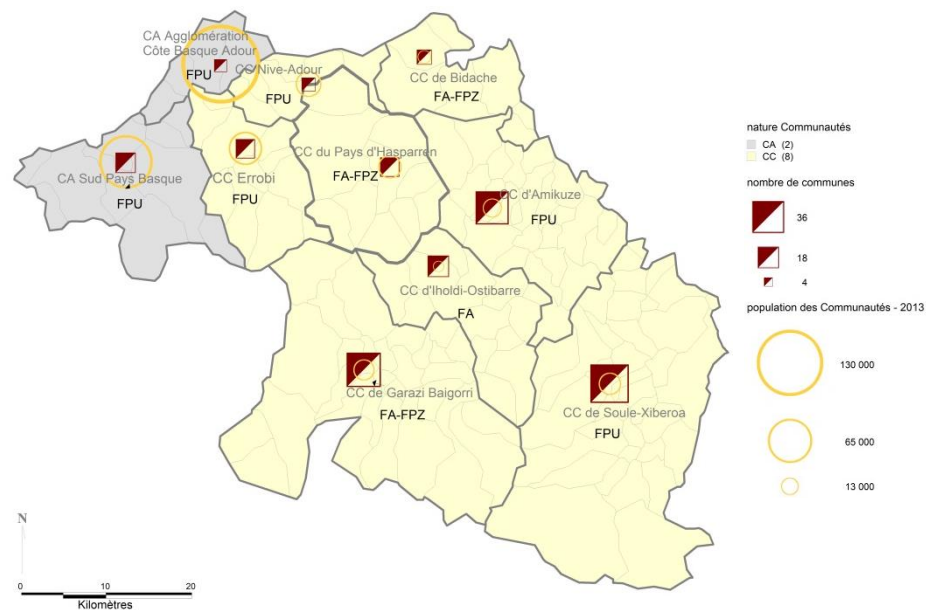 CA Agglomération
Côte Basque Adour
FPU
CC Nive-Adour
FPU
CC de Bidache
FA-FPZ
CA Sud Pays Basque
FPU
CC Errobi
FPU
CC du Pays d'Hasparren
FA-FPZ
CC d'Amikuze
FPU
CC d'Iholdi-Ostibarre
FA
CC de Garazi Baigorri
FA-FPZ
CC de Soule-Xiberoa
FPU
nature Communautés
CA (2)
CC (8)
nombre de communes
36
18
4
population des Communautés - 2013
130 000
65 000
13 000
N
0 10 20
Kilomètres